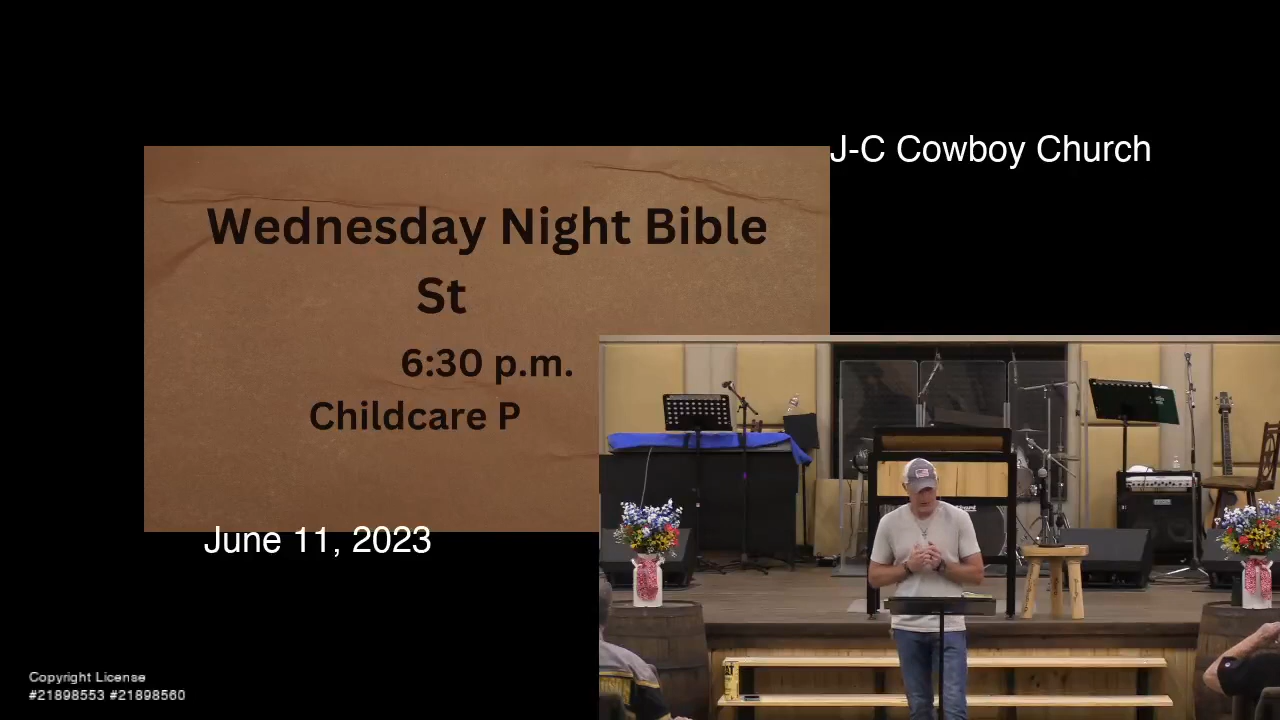 J-C Cowboy Church
Wednesday Night Bible
St
6:30 p.m.
Childcare P
June 11, 2023
Copyright License
#21898553 #21898560